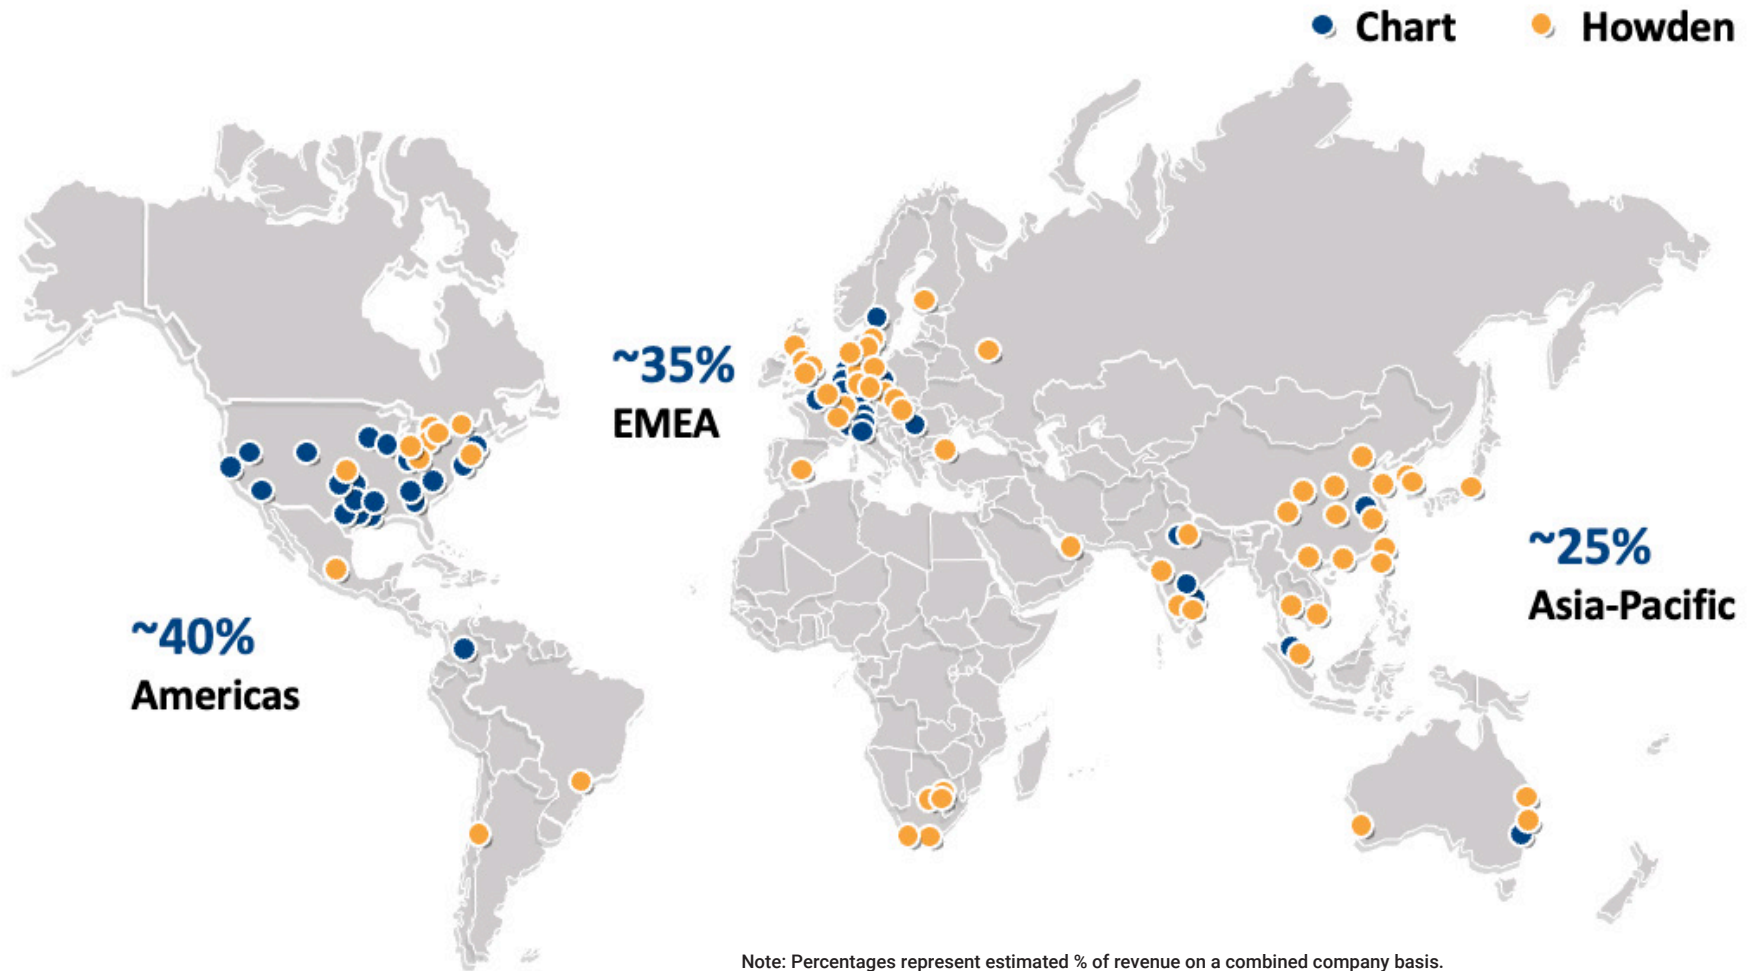 Chart Howden
~35%
EMEA
~25%
Asia-Pacific
~40%
Americas
Note: Percentages represent estimated % of revenue on a combined company basis.